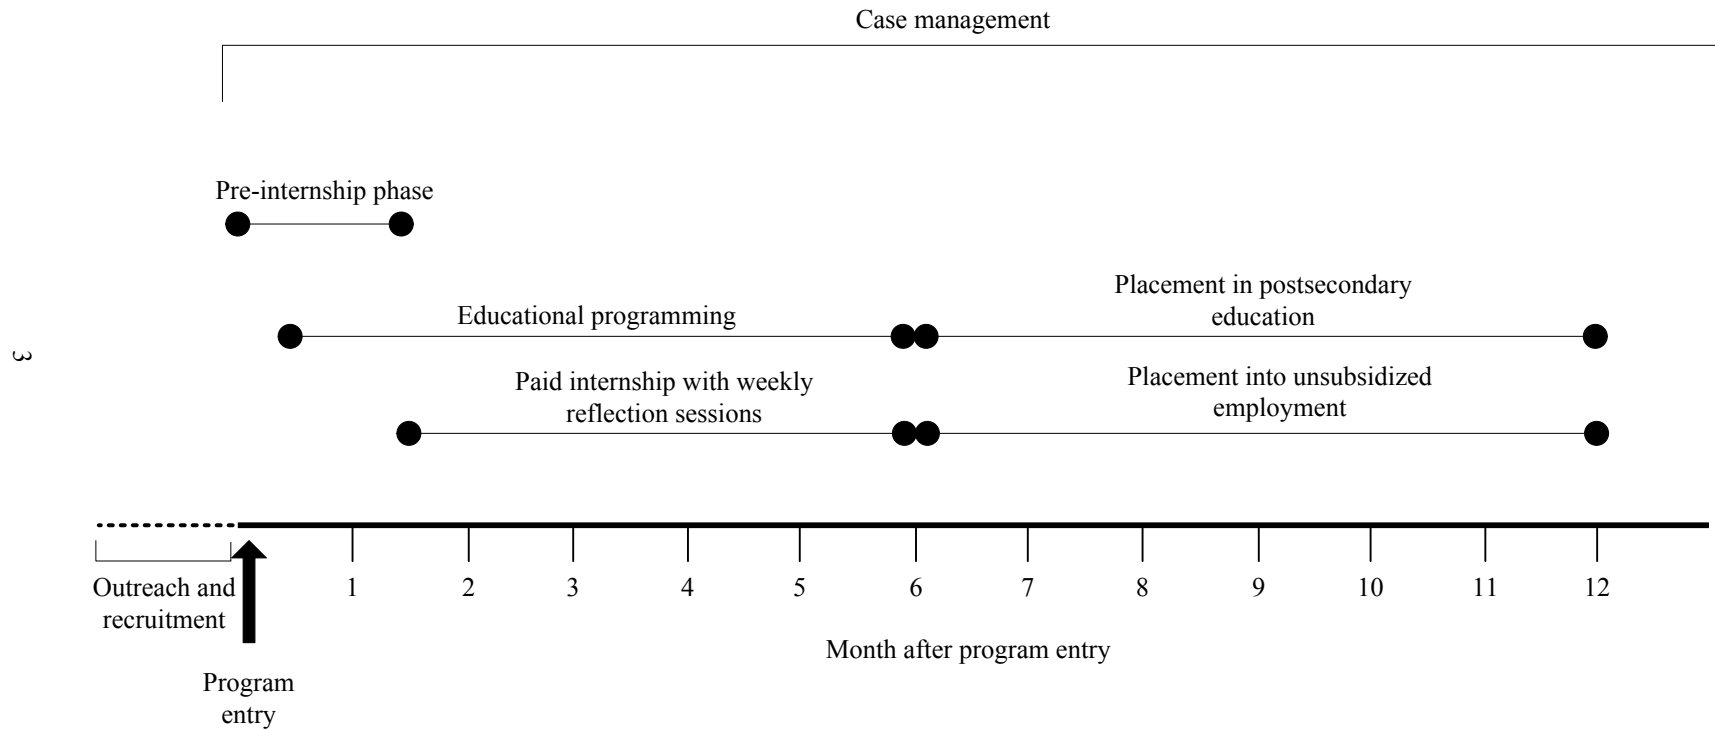 Case management
Pre-internship phase
Placement in postsecondary
education
Educational programming
3
Paid internship with weekly
reflection sessions
Placement into unsubsidized
employment
1 2 3 4 5 6 7 8 9 10 11 12
Outreach and
recruitment
Month after program entry
Program
entry